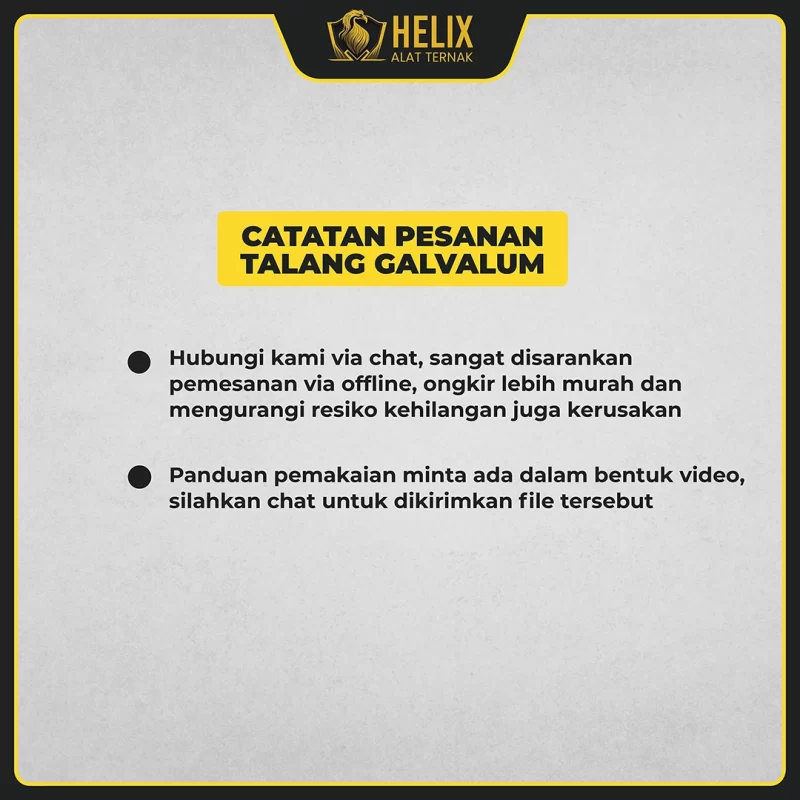 HELIX
ALAT TERNAK
CATATAN PESANAN
TALANG GALVALUM
Hubungi kami via chat, sangat disarankan
pemesanan via offline, ongkir lebih murah dan
mengurangi resiko kehilangan juga kerusakan
Panduan pemakaian minta ada dalam bentuk video,
silahkan chat untuk dikirimkan file tersebut